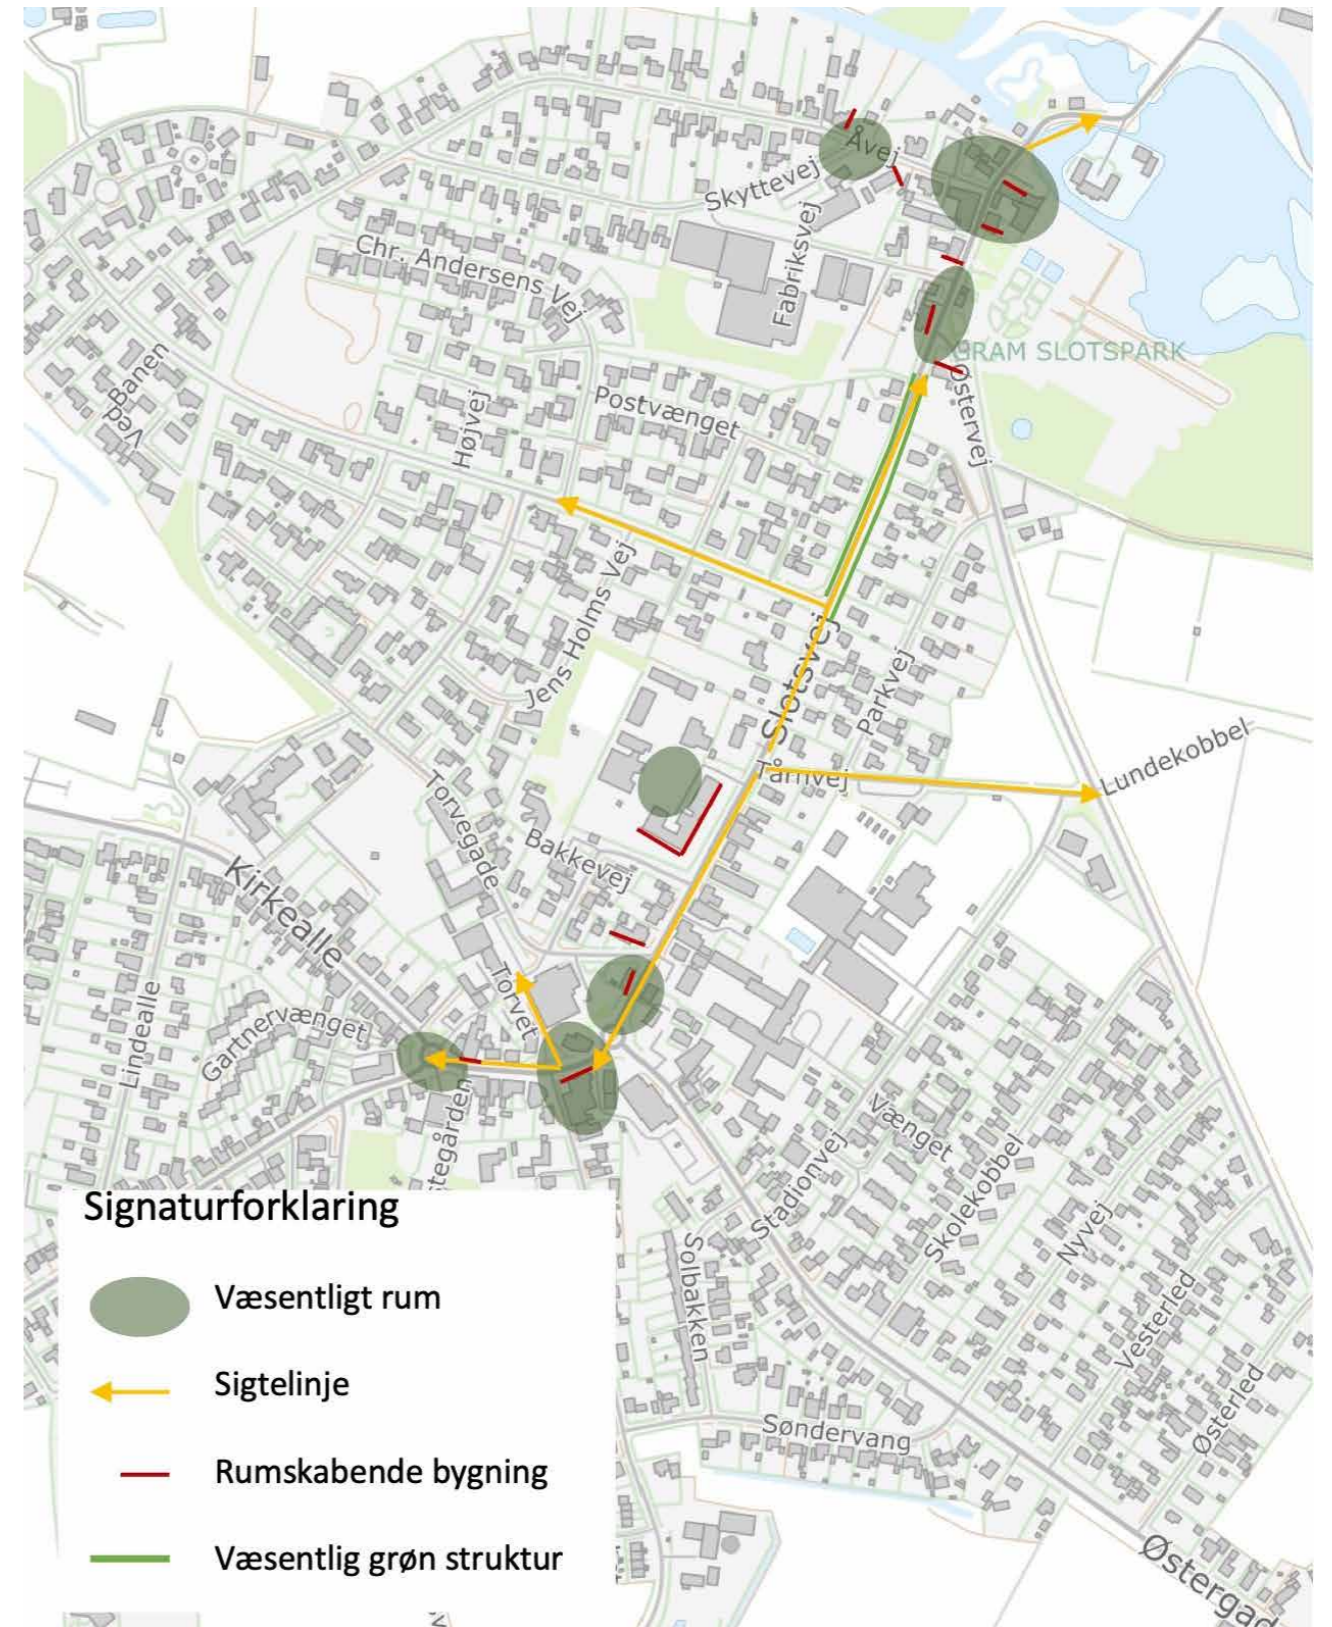 Åvej
Skyttevej
Fabriksvej
Chr. Andersens Vej
GRAM SLOTSPARK
Østervej
Ved Banen
Højvej
Postvænget
Jens Holms Vej
Slotsvej
Parkvej
Tårnvej
Lundekobbel
Torvegade
Bakkevej
Kirkealle
Torvet
Gartnervænget
Lindealle
stegården
Vænget
Stadionvej
Skolekobbel
Nyvej
Solbakken
Vesterled
Østerled
Søndervang
Østergad
Signaturforklaring
Væsentligt rum
Sigtelinje
Rumskabende bygning
Væsentlig grøn struktur